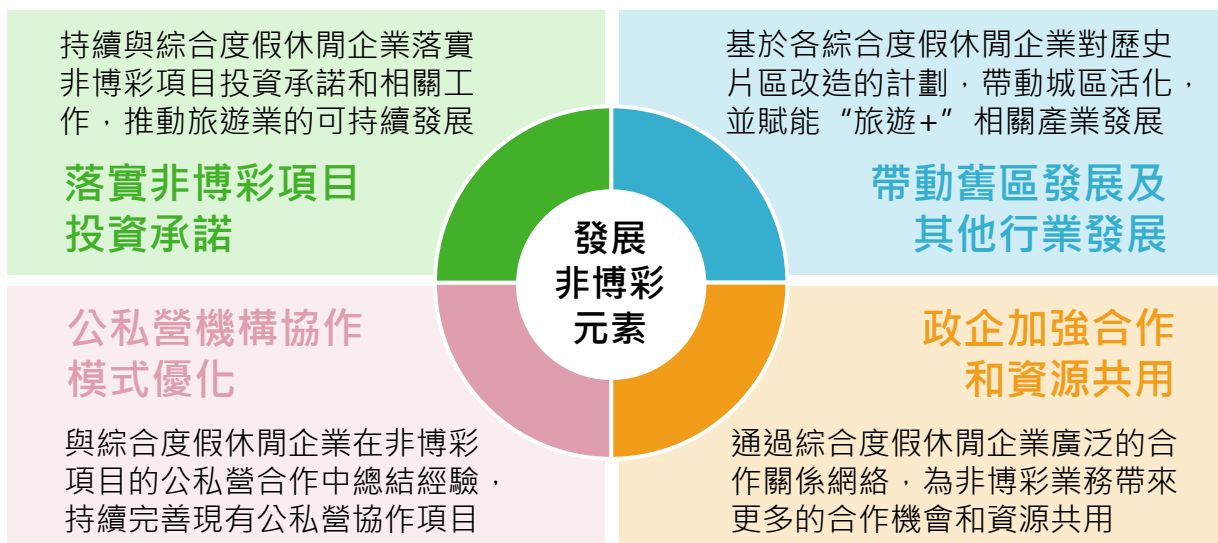 持續與綜合度假休閒企業落實
非博彩項目投資承諾和相關工
作，推動旅遊業的可持續發展
落實非博彩項目
投資承諾
基於各綜合度假休閒企業對歷史
片區改造的計劃，帶動城區活化，
並賦能“旅遊+”相關產業發展
帶動舊區發展及
其他行業發展
發展
非博彩
元素
公私營機構協作
模式優化
與綜合度假休閒企業在非博彩
項目的公私營合作中總結經驗，
持續完善現有公私營協作項目
政企加強合作
和資源共用
通過綜合度假休閒企業廣泛的合
作關係網絡，為非博彩業務帶來
更多的合作機會和資源共用